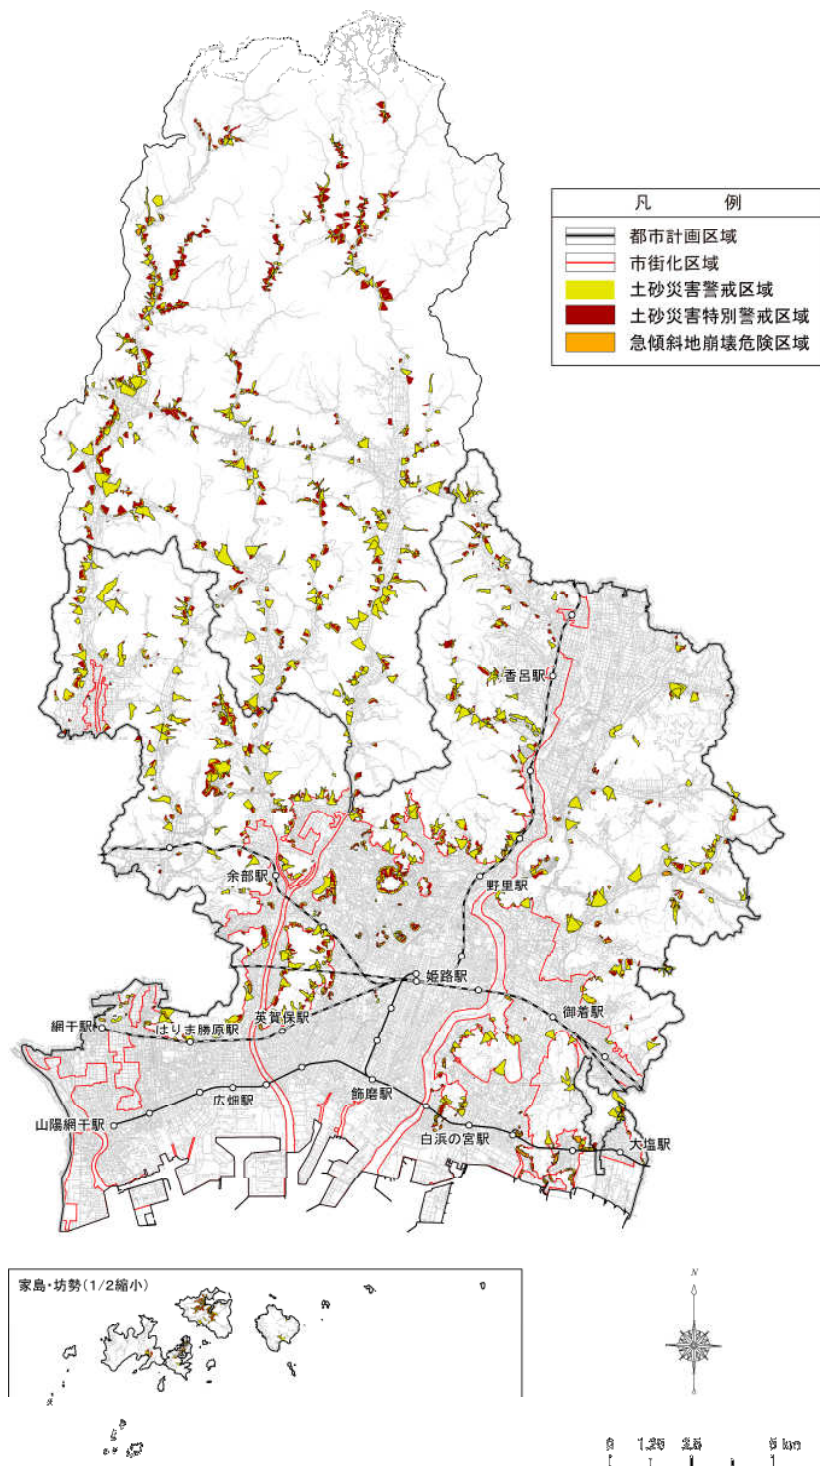 凡 例
都市計画区域
市街化区域
土砂災害警戒区域
土砂災害特別警戒区域
急傾斜地崩壊危険区域
香呂駅
余部駅
野里駅
姫路駅
御着駅
英賀保駅
はりま勝原駅
網干駅
飾磨駅
広畑駅
山陽網干駅
白浜の宮駅
大塩駅
家島・坊勢(1/2縮小)
N
0 1.25 2.5 5 km